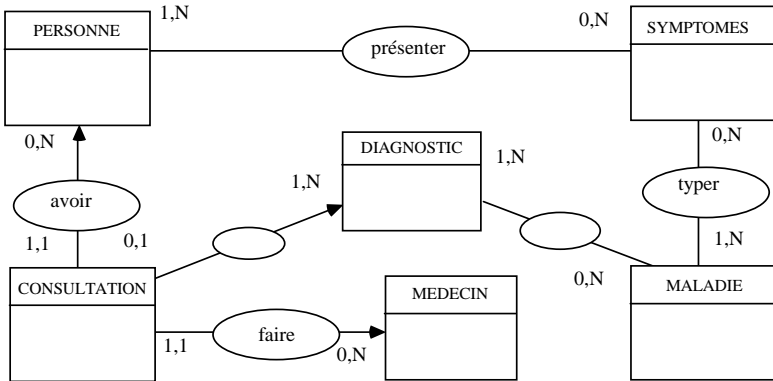 1,N
PERSONNE
présenter
0,N
SYMPTOMES
0,N
DIAGNOSTIC
1,N
0,N
1,N
avoir
typer
1,1
0,1
1,N
CONSULTATION
0,N
MEDECIN
MALADIE
faire
1,1
0,N